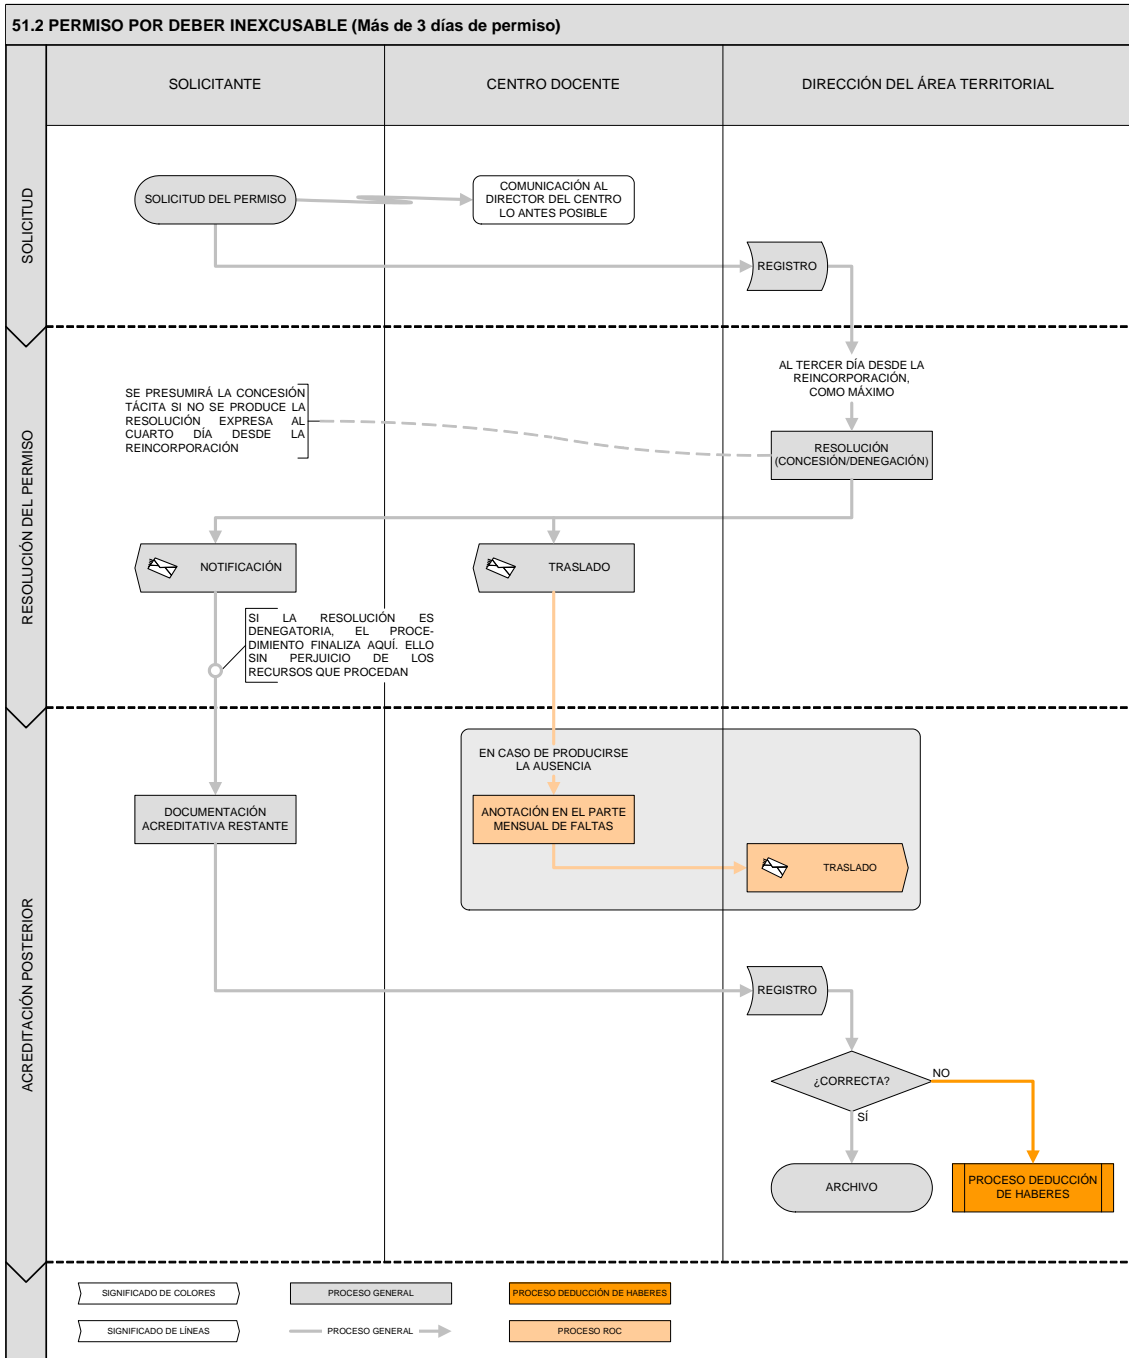 51.2 PERMISO POR DEBER INEXCUSABLE (Más de 3 días de permiso)
SOLICITANTE
CENTRO DOCENTE
DIRECCIÓN DEL ÁREA TERRITORIAL
SOLICITUD
SOLICITUD DEL PERMISO
COMUNICACIÓN AL
DIRECTOR DEL CENTRO
LO ANTES POSIBLE
REGISTRO
RESOLUCIÓN DEL PERMISO
AL TERCER DÍA DESDE LA
REINCORPORACIÓN,
COMO MÁXIMO
SE PRESUMIRÁ LA CONCESIÓN
TÁCITA SI NO SE PRODUCE LA
RESOLUCIÓN EXPRESA AL
CUARTO DÍA DESDE LA
REINCORPORACIÓN
RESOLUCIÓN
(CONCESIÓN/DENEGACIÓN)
NOTIFICACIÓN
TRASLADO
SI LA RESOLUCIÓN ES
DENEGATORIA, EL PROCE-
DIMIENTO FINALIZA AQUÍ. ELLO
SIN PERJUICIO DE LOS
RECURSOS QUE PROCEDAN
ACREDITACIÓN POSTERIOR
EN CASO DE PRODUCIRSE
LA AUSENCIA
DOCUMENTACIÓN
ACREDITATIVA RESTANTE
ANOTACIÓN EN EL PARTE
MENSUAL DE FALTAS
TRASLADO
REGISTRO
¿CORRECTA?
NO
SÍ
ARCHIVO
PROCESO DEDUCCIÓN
DE HABERES
SIGNIFICADO DE COLORES
PROCESO GENERAL
PROCESO DEDUCCIÓN DE HABERES
SIGNIFICADO DE LÍNEAS
PROCESO GENERAL
PROCESO ROC